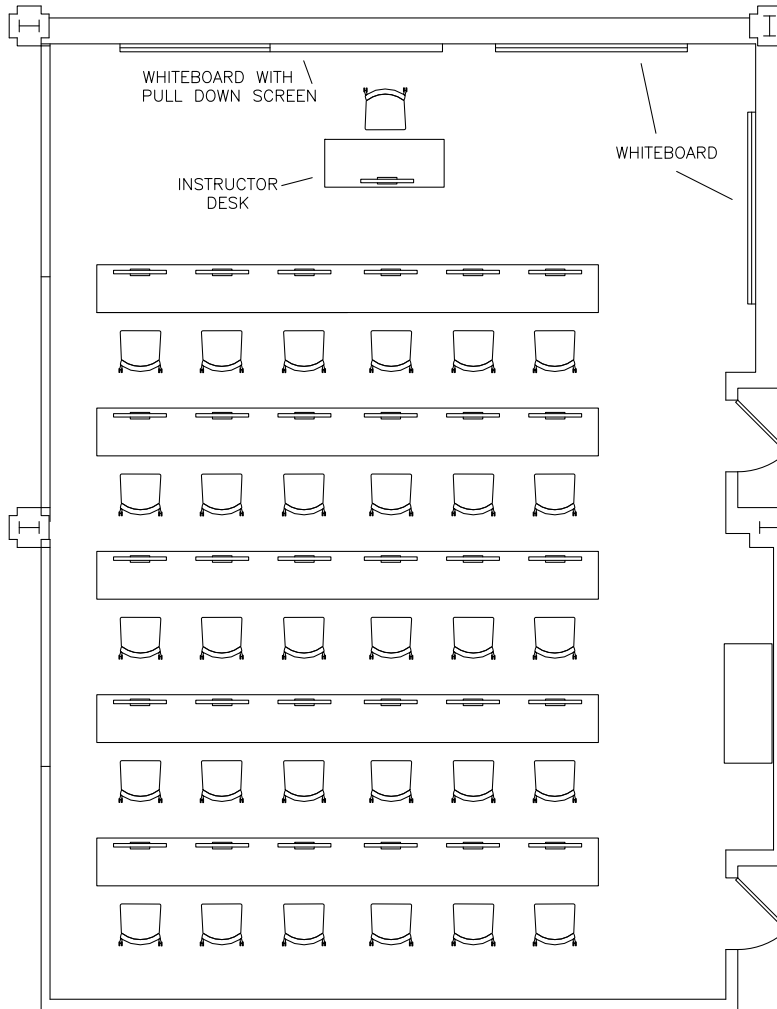 WHITEBOARD WITH
PULL DOWN SCREEN
WHITEBOARD
INSTRUCTOR
DESK